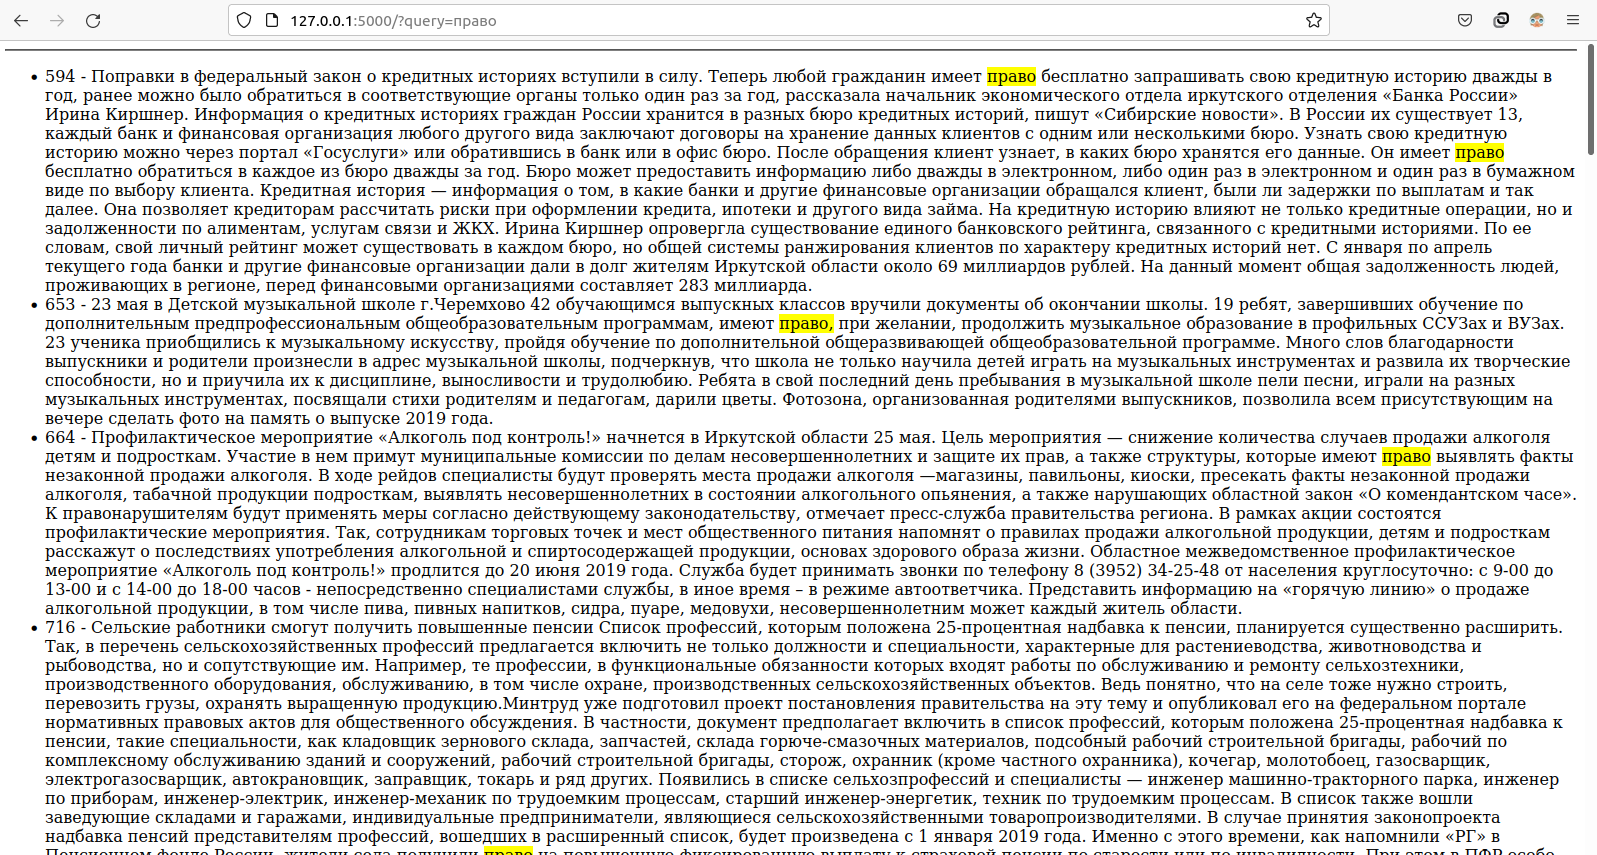 127.0.0.1:5000/?query=право
594 - Поправки в федеральный закон о кредитных историях вступили в силу. Теперь любой гражданин имеет право бесплатно запрашивать свою кредитную историю дважды в
год, ранее можно было обратиться в соответствующие органы только один раз за год, рассказала начальник экономического отдела иркутского отделения «Банка России»
Ирина Киршнер. Информация о кредитных историях граждан России хранится в разных бюро кредитных историй, пишут «Сибирские новости». В России их существует 13,
каждый банк и финансовая организация любого другого вида заключают договоры на хранение данных клиентов с одним или несколькими бюро. Узнать свою кредитную
историю можно через портал «Госуслуги» или обратившись в банк или в офис бюро. После обращения клиент узнает, в каких бюро хранятся его данные. Он имеет право
бесплатно обратиться в каждое из бюро дважды за год. Бюро может предоставить информацию либо дважды в электронном, либо один раз в электронном и один раз в бумажном
виде по выбору клиента. Кредитная история — информация о том, в какие банки и другие финансовые организации обращался клиент, были ли задержки по выплатам и так
далее. Она позволяет кредиторам рассчитать риски при оформлении кредита, ипотеки и другого вида займа. На кредитную историю влияют не только кредитные операции, но и
задолженности по алиментам, услугам связи и ЖКХ. Ирина Киршнер опровергла существование единого банковского рейтинга, связанного с кредитными историями. По ее
словам, свой личный рейтинг может существовать в каждом бюро, но общей системы ранжирования клиентов по характеру кредитных историй нет. С января по апрель
текущего года банки и другие финансовые организации дали в долг жителям Иркутской области около 69 миллиардов рублей. На данный момент общая задолженность людей,
проживающих в регионе, перед финансовыми организациями составляет 283 миллиарда.
653 - 23 мая в Детской музыкальной школе г.Черемхово 42 обучающимся выпускных классов вручили документы об окончании школы. 19 ребят, завершивших обучение по
дополнительным предпрофессиональным общеобразовательным программам, имеют право, при желании, продолжить музыкальное образование в профильных ССУЗах и ВУЗах.
23 ученика приобщились к музыкальному искусству, пройдя обучение по дополнительной общеразвивающей общеобразовательной программе. Много слов благодарности
выпускники и родители произнесли в адрес музыкальной школы, подчеркнув, что школа не только научила детей играть на музыкальных инструментах и развила их творческие
способности, но и приучила их к дисциплине, выносливости и трудолюбию. Ребята в свой последний день пребывания в музыкальной школе пели песни, играли на разных
музыкальных инструментах, посвящали стихи родителям и педагогам, дарили цветы. Фотозона, организованная родителями выпускников, позволила всем присутствующим на
вечере сделать фото на память о выпуске 2019 года.
664 - Профилактическое мероприятие «Алкоголь под контроль!» начнется в Иркутской области 25 мая. Цель мероприятия — снижение количества случаев продажи алкоголя
детям и подросткам. Участие в нем примут муниципальные комиссии по делам несовершеннолетних и защите их прав, а также структуры, которые имеют право выявлять факты
незаконной продажи алкоголя. В ходе рейдов специалисты будут проверять места продажи алкоголя —магазины, павильоны, киоски, пресекать факты незаконной продажи
алкоголя, табачной продукции подросткам, выявлять несовершеннолетних в состоянии алкогольного опьянения, а также нарушающих областной закон «О комендантском часе».
К правонарушителям будут применять меры согласно действующему законодательству, отмечает пресс-служба правительства региона. В рамках акции состоятся
профилактические мероприятия. Так, сотрудникам торговых точек и мест общественного питания напомнят о правилах продажи алкогольной продукции, детям и подросткам
расскажут о последствиях употребления алкогольной и спиртосодержащей продукции, основах здорового образа жизни. Областное межведомственное профилактическое
мероприятие «Алкоголь под контроль!» продлится до 20 июня 2019 года. Служба будет принимать звонки по телефону 8 (3952) 34-25-48 от населения круглосуточно: с 9-00 до
13-00 и с 14-00 до 18-00 часов - непосредственно специалистами службы, в иное время – в режиме автоответчика. Представить информацию на «горячую линию» о продаже
алкогольной продукции, в том числе пива, пивных напитков, сидра, пуаре, медовухи, несовершеннолетним может каждый житель области.
716 - Сельские работники смогут получить повышенные пенсии Список профессий, которым положена 25-процентная надбавка к пенсии, планируется существенно расширить.
Так, в перечень сельскохозяйственных профессий предлагается включить не только должности и специальности, характерные для растениеводства, животноводства и
рыбоводства, но и сопутствующие им. Например, те профессии, в функциональные обязанности которых входят работы по обслуживанию и ремонту сельхозтехники,
производственного оборудования, обслуживанию, в том числе охране, производственных сельскохозяйственных объектов. Ведь понятно, что на селе тоже нужно строить,
перевозить грузы, охранять выращенную продукцию.Минтруд уже подготовил проект постановления правительства на эту тему и опубликовал его на федеральном портале
нормативных правовых актов для общественного обсуждения. В частности, документ предполагает включить в список профессий, которым положена 25-процентная надбавка к
пенсии, такие специальности, как кладовщик зернового склада, запчастей, склада горюче-смазочных материалов, подсобный рабочий строительной бригады, рабочий по
комплексному обслуживанию зданий и сооружений, рабочий строительной бригады, сторож, охранник (кроме частного охранника), кочегар, молотобоец, газосварщик,
электрогазосварщик, автокрановщик, заправщик, токарь и ряд других. Появились в списке сельхозпрофессий и специалисты — инженер машинно-тракторного парка, инженер
по приборам, инженер-электрик, инженер-механик по трудоемким процессам, старший инженер-энергетик, техник по трудоемким процессам. В список также вошли
заведующие складами и гаражами, индивидуальные предприниматели, являющиеся сельскохозяйственными товаропроизводителями. В случае принятия законопроекта
надбавка пенсий представителям профессий, вошедших в расширенный список, будет произведена с 1 января 2019 года. Именно с этого времени, как напомнили «РГ» в
Пенсионном фонде России, жители села получили право на повышенную фиксированную выплату к страховой пенсии по старости или по инвалидности. При этом в ПФР особо